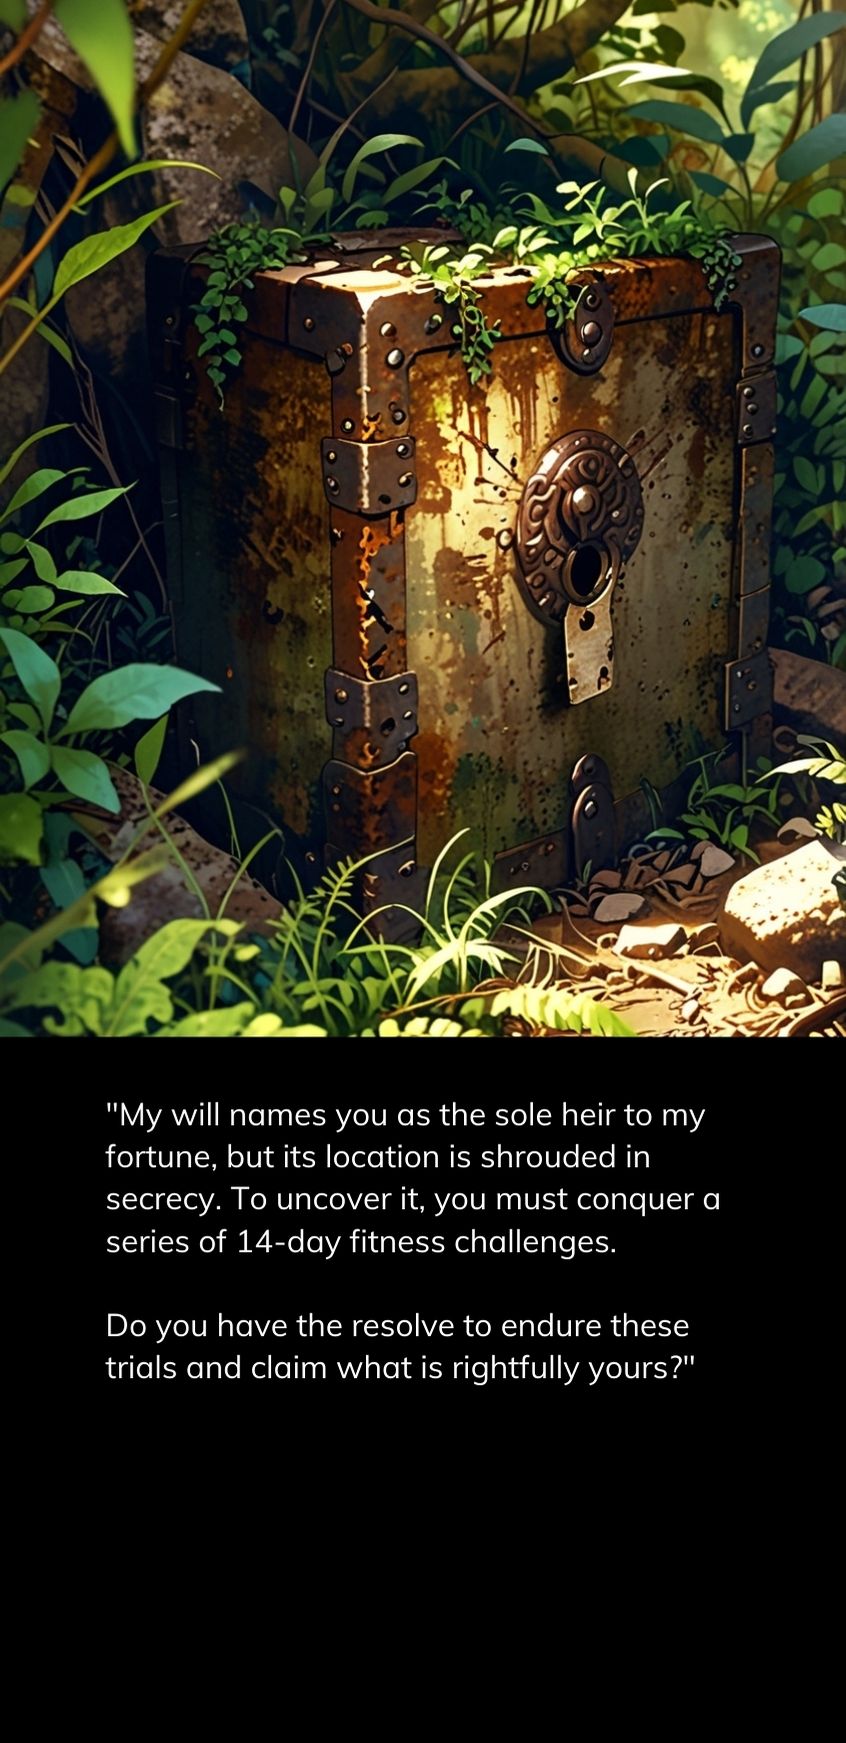 "My will names you as the sole heir to my
fortune, but its location is shrouded in
secrecy. To uncover it, you must conquer a
series of 14-day fitness challenges.
Do you have the resolve to endure these
trials and claim what is rightfully yours?"